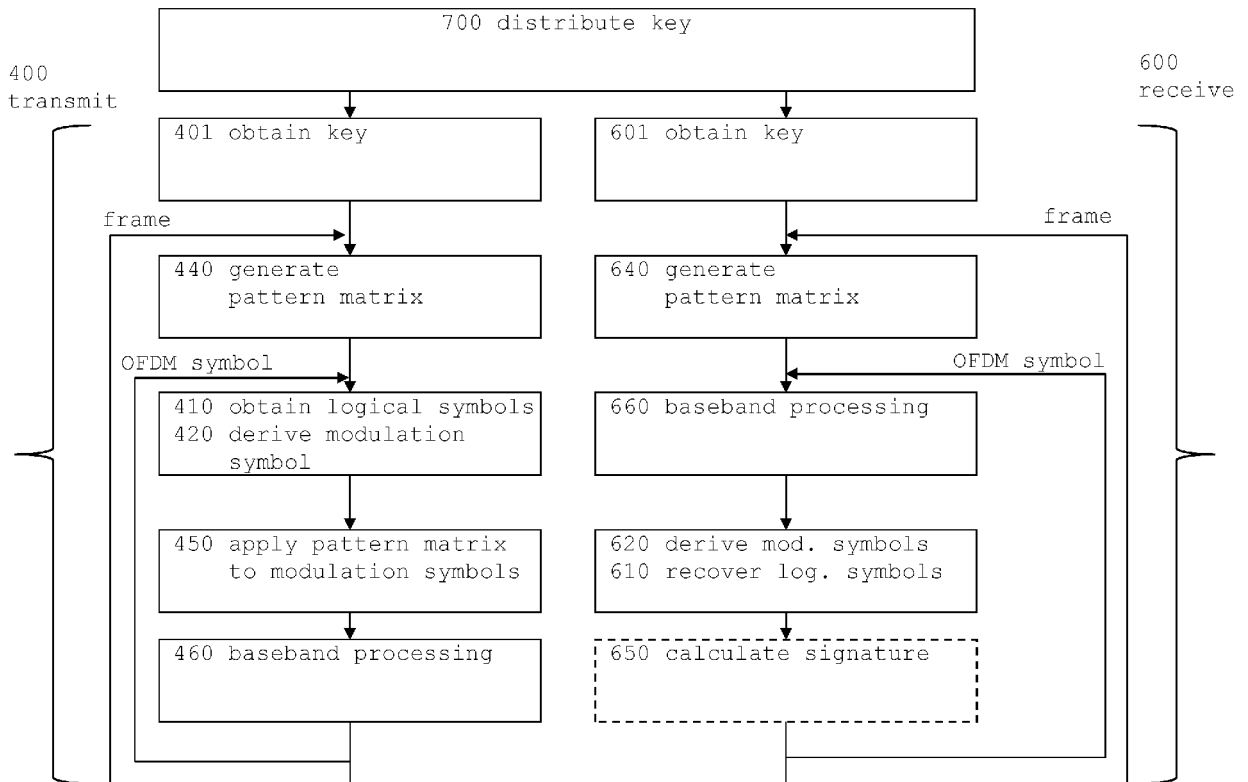 700 distribute key
400
transmit
600
receive
401 obtain key
601 obtain key
frame
frame
440 generate
pattern matrix
640 generate
pattern matrix
OFDM symbol
OFDM symbol
410 obtain logical symbols
420 derive modulation
symbol
660 baseband processing
450 apply pattern matrix
to modulation symbols
620 derive mod. symbols
610 recover log. symbols
460 baseband processing
650 calculate signature